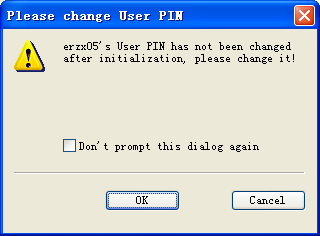 Please change User PIN
erzx05's User PIN has not been changed
after initialization, please change it!
Don't prompt this dialog again
OK
Cancel